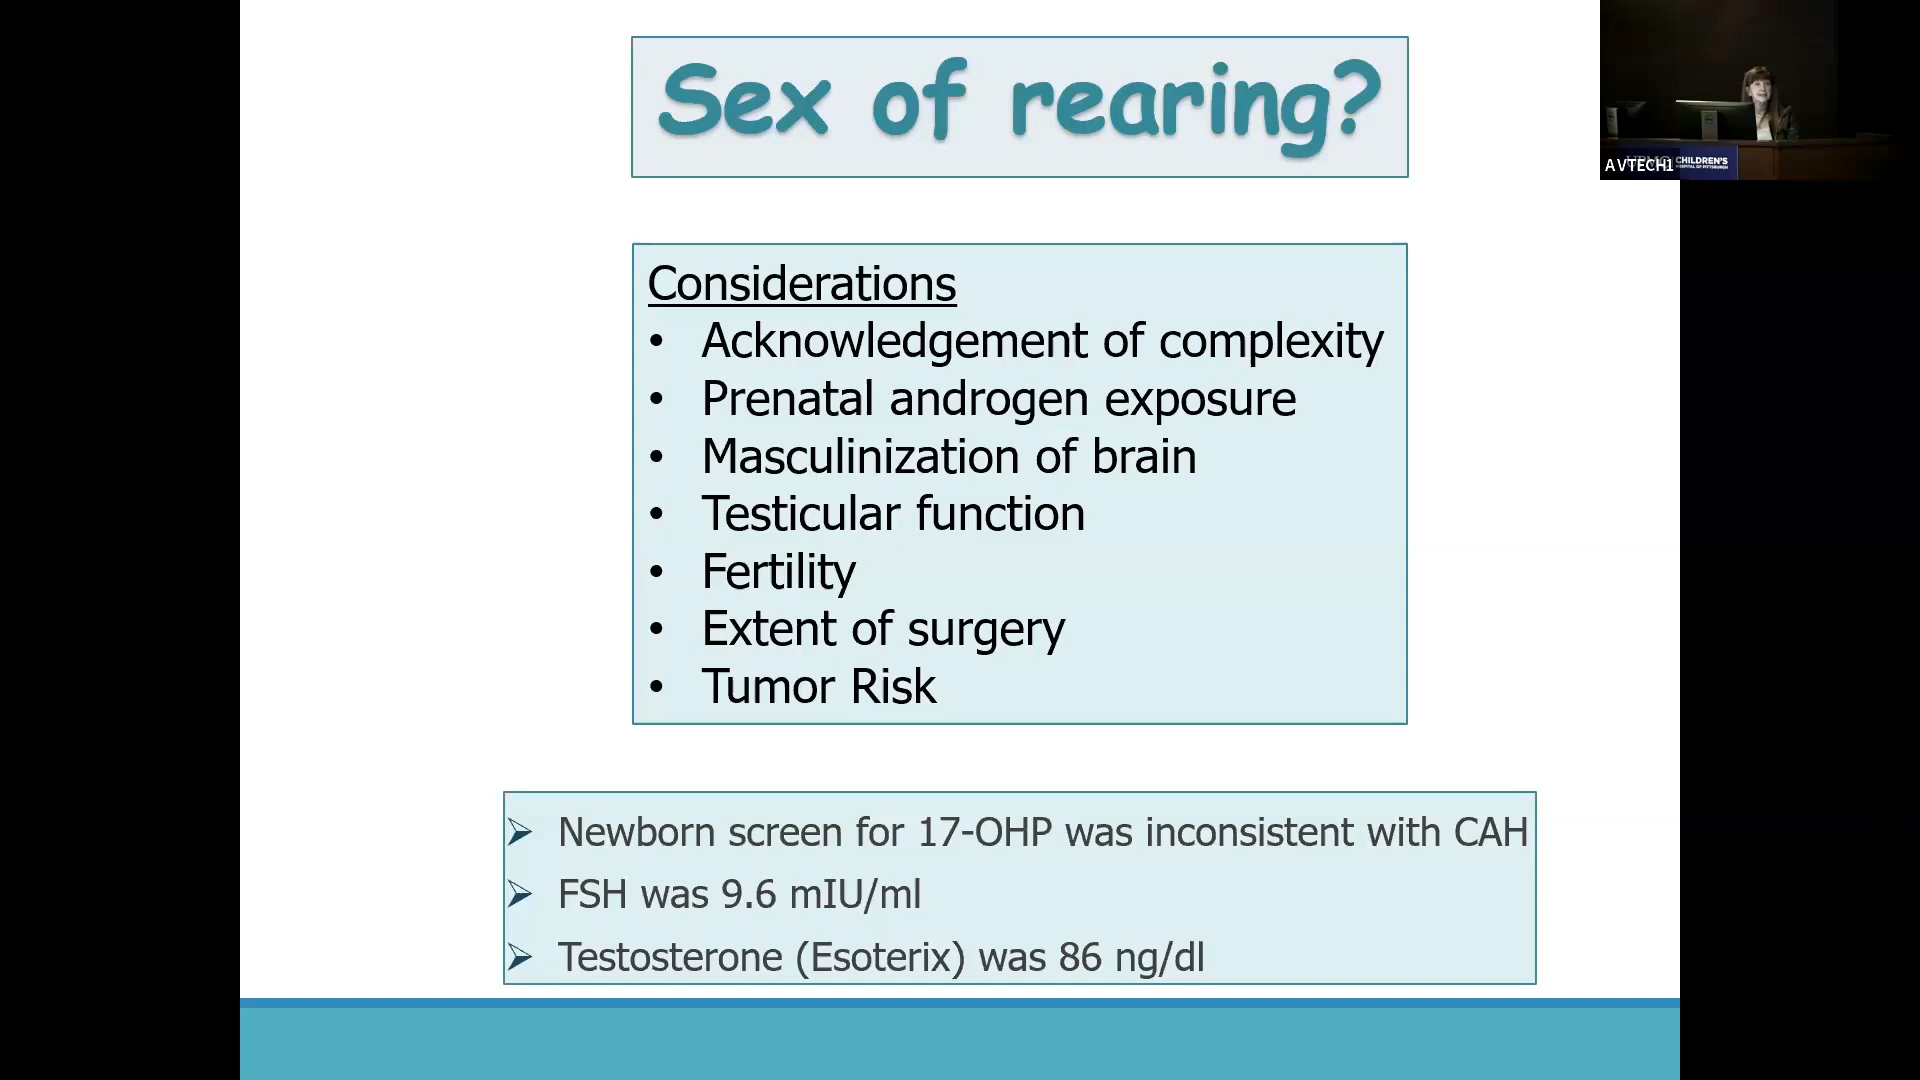 Sex of rearing?
Considerations
• Acknowledgement of complexity
• Prenatal androgen exposure
• Masculinization of brain
• Testicular function
• Fertility
• Extent of surgery
• Tumor Risk
➢ Newborn screen for 17-OHP was inconsistent with CAH
➢ FSH was 9.6 mIU/ml
➢ Testosterone (Esoterix) was 86 ng/dl
AVTECH1
CHILDREN'S